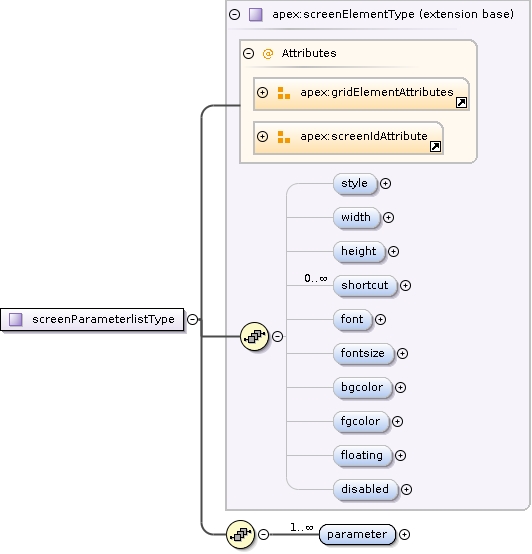 apex:screenElementType (extension base)
@ Attributes
apex:gridElementAttributes
apex:screenIdAttribute
style
width
height
0..∞ shortcut
screenParameterlistType
font
fontsize
bgcolor
fgcolor
floating
disabled
1..∞ parameter